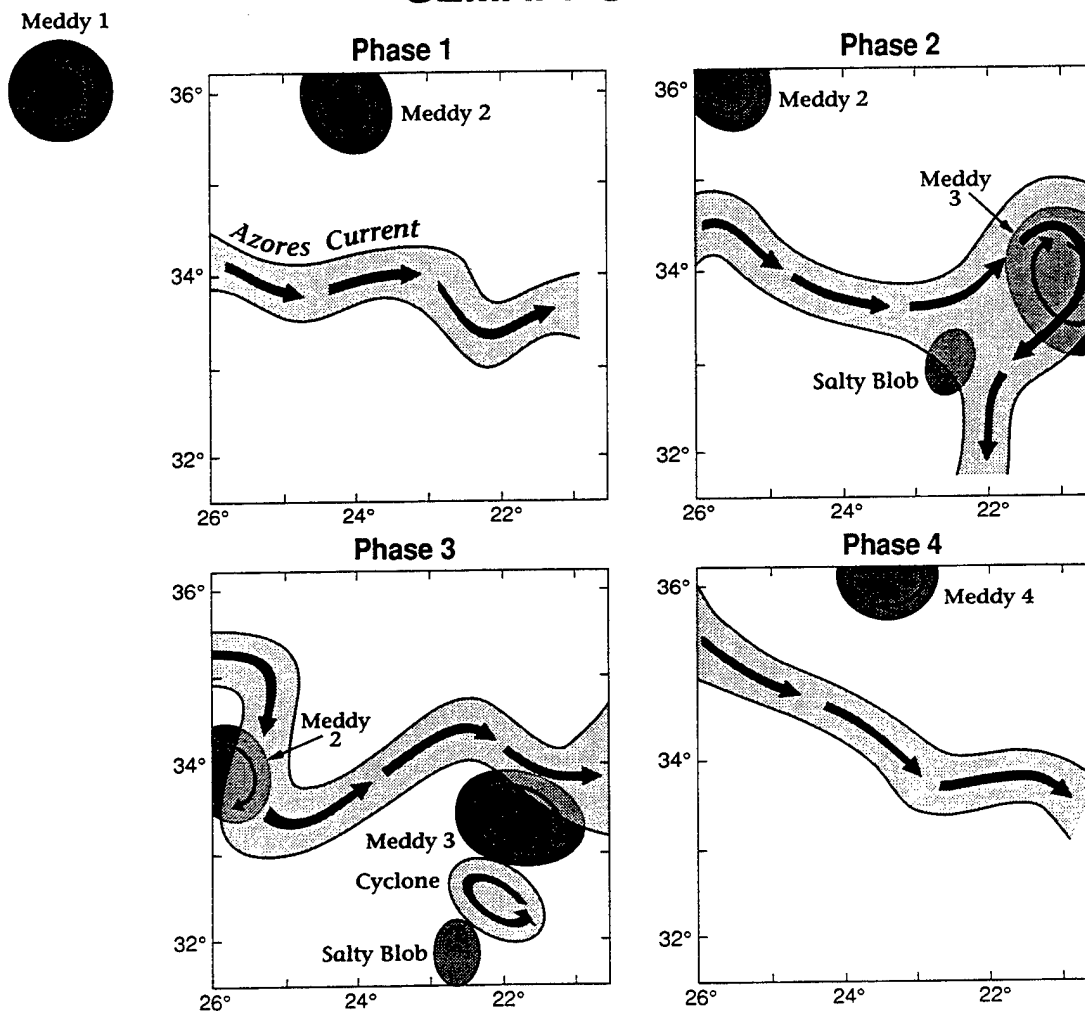 Meddy 1
Phase 1
36°
34°
32°
26°
24°
22°
Meddy 2
Azores Current
Phase 2
36°
34°
32°
26°
24°
22°
Meddy 2
Meddy
3
Salty Blob
Phase 3
36°
34°
32°
26°
24°
22°
Meddy
2
Meddy 3
Cyclone
Salty Blob
Phase 4
36°
34°
32°
26°
24°
22°
Meddy 4